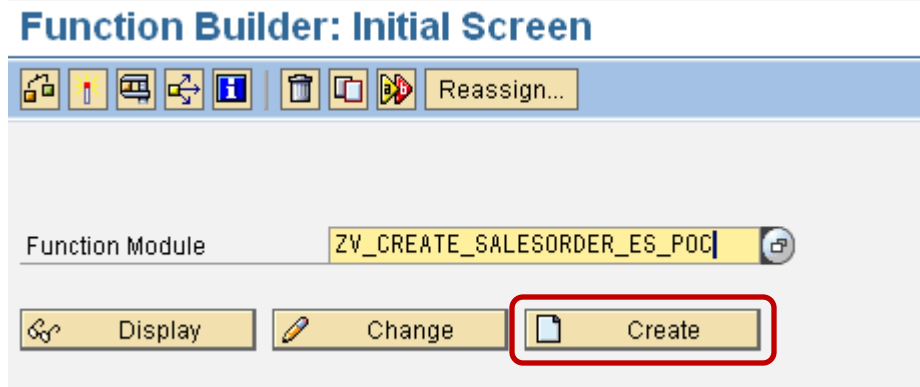 Function Builder: Initial Screen
Reassign...
Function Module ZV_CREATE_SALESORDER_ES_POC
Display Change Create